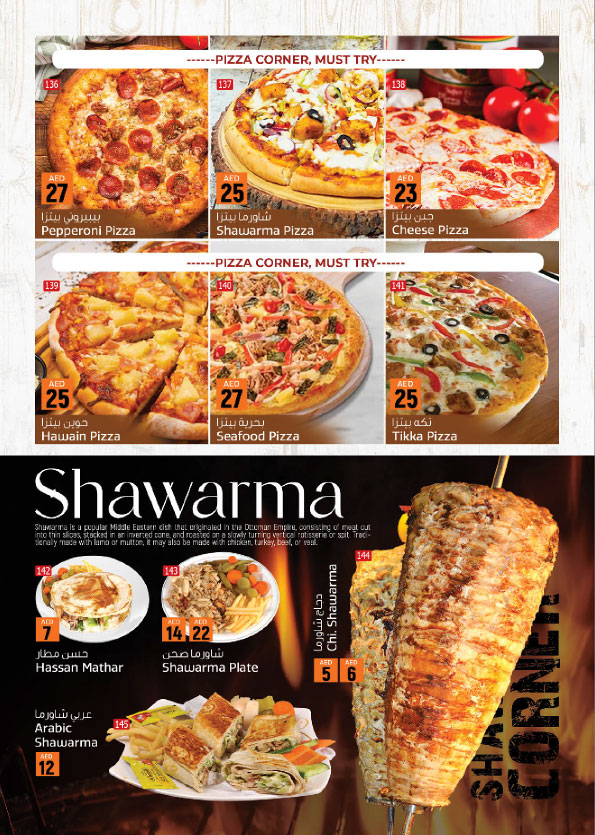 ------PIZZA CORNER, MUST TRY------
136
AED
27
بيبيروني بيتزا
Pepperoni Pizza
137
AED
25
شاورما بيتزا
Shawarma Pizza
138
AED
23
جبن بيتزا
Cheese Pizza
------PIZZA CORNER, MUST TRY------
139
AED
25
حوين بيتزا
Hawain Pizza
140
AED
27
بحرية بيتزا
Seafood Pizza
141
AED
25
تكه بيتزا
Tikka Pizza
Shawarma
Shawarma is a popular Middle Eastern dish that originated in the Ottoman Empire, consisting of meat cut
into thin slices, stacked in an inverted cone, and roasted on a slowly turning vertical rotisserie or spit. Tradi-
tionally made with lamb or mutton, it may also be made with chicken, turkey, beef, or veal.
142
AED
7
حسن مطار
Hassan Mathar
143
AED AED
14 22
شاورما صحن
Shawarma Plate
144
دجاج شاورما
Chi. Shawarma
AED AED
5 6
145
عربي شاورما
Arabic
Shawarma
AED
12
CORNER